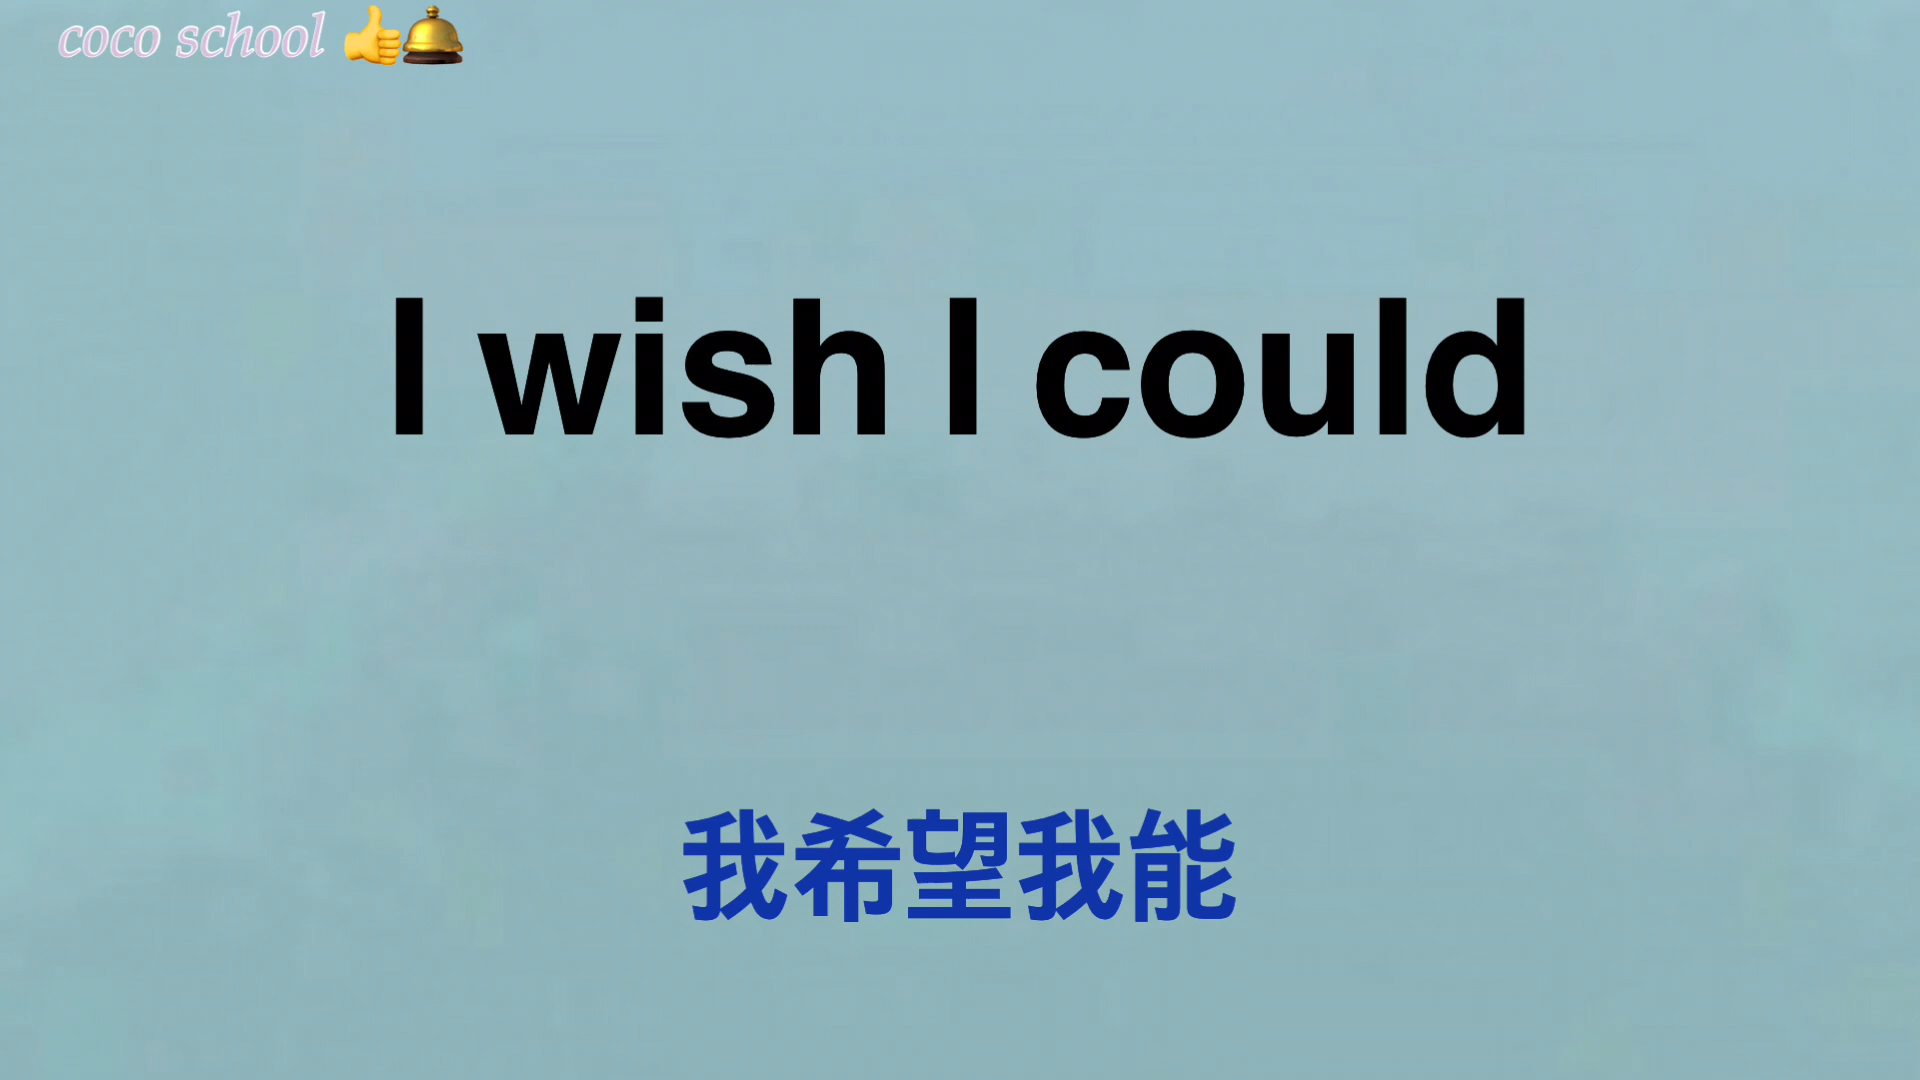 coco school 👍🛎️
I wish I could
我希望我能